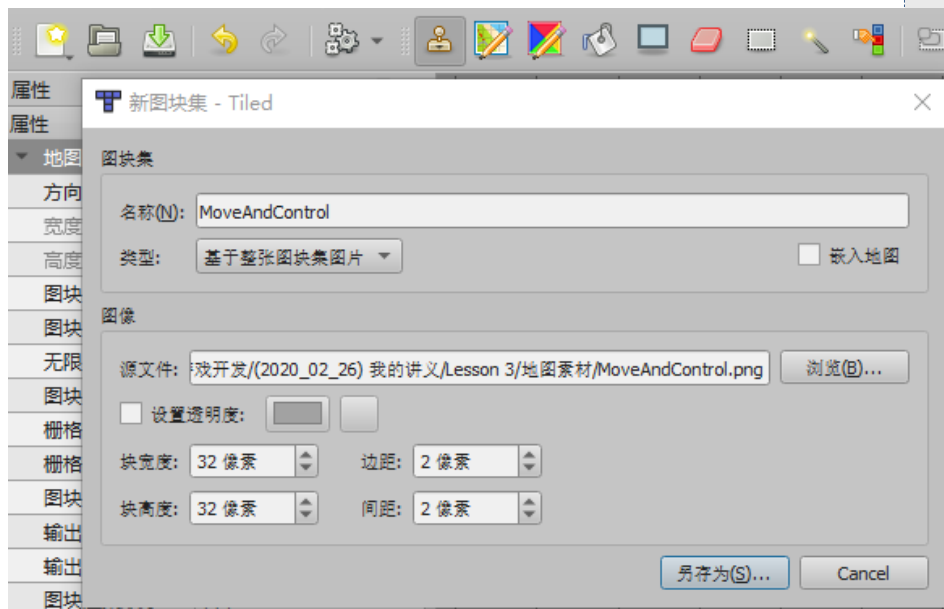 属性
新图块集 - Tiled
属性
地图
图块集
方向
名称(N): MoveAndControl
宽度
高度
类型: 基于整张图块集图片
嵌入地图
图块
图像
图块
无限
源文件: 戏开发/(2020_02_26) 我的讲义/Lesson 3/地图素材/MoveAndControl.png 浏览(B)...
图块
设置透明度:
栅格
栅格
块宽度: 32 像素 边距: 2 像素
图块
块高度: 32 像素 间距: 2 像素
输出
输出
另存为(S)... Cancel
图块